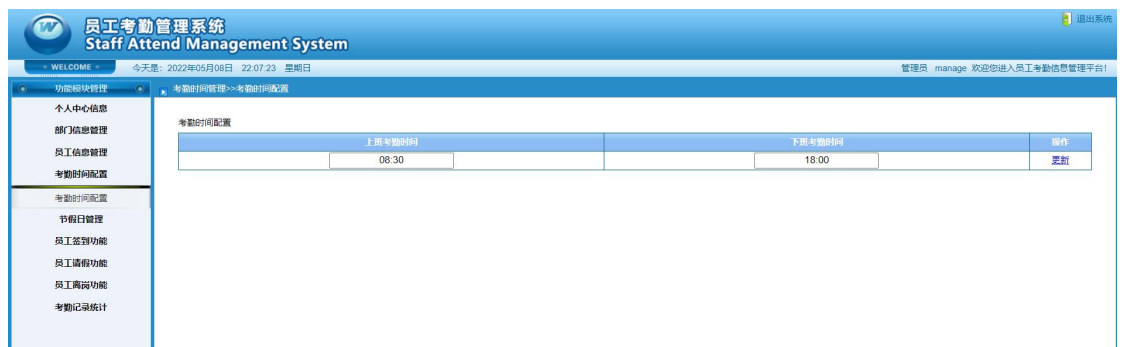 W
员工考勤管理系统
退出系统
Staff Attend Management System
WELCOME
今天是：2022年05月08日 22:07:23 星期日
管理员 manage 欢迎您进入员工考勤信息管理平台！
功能模块管理
考勤时间管理>>考勤时间配置
个人中心信息
部门信息管理
员工信息管理
考勤时间配置
考勤时间配置
节假日管理
员工签到功能
员工请假功能
员工离岗功能
考勤记录统计
考勤时间配置
上班考勤时间 下班考勤时间 操作
08:30 18:00 更新